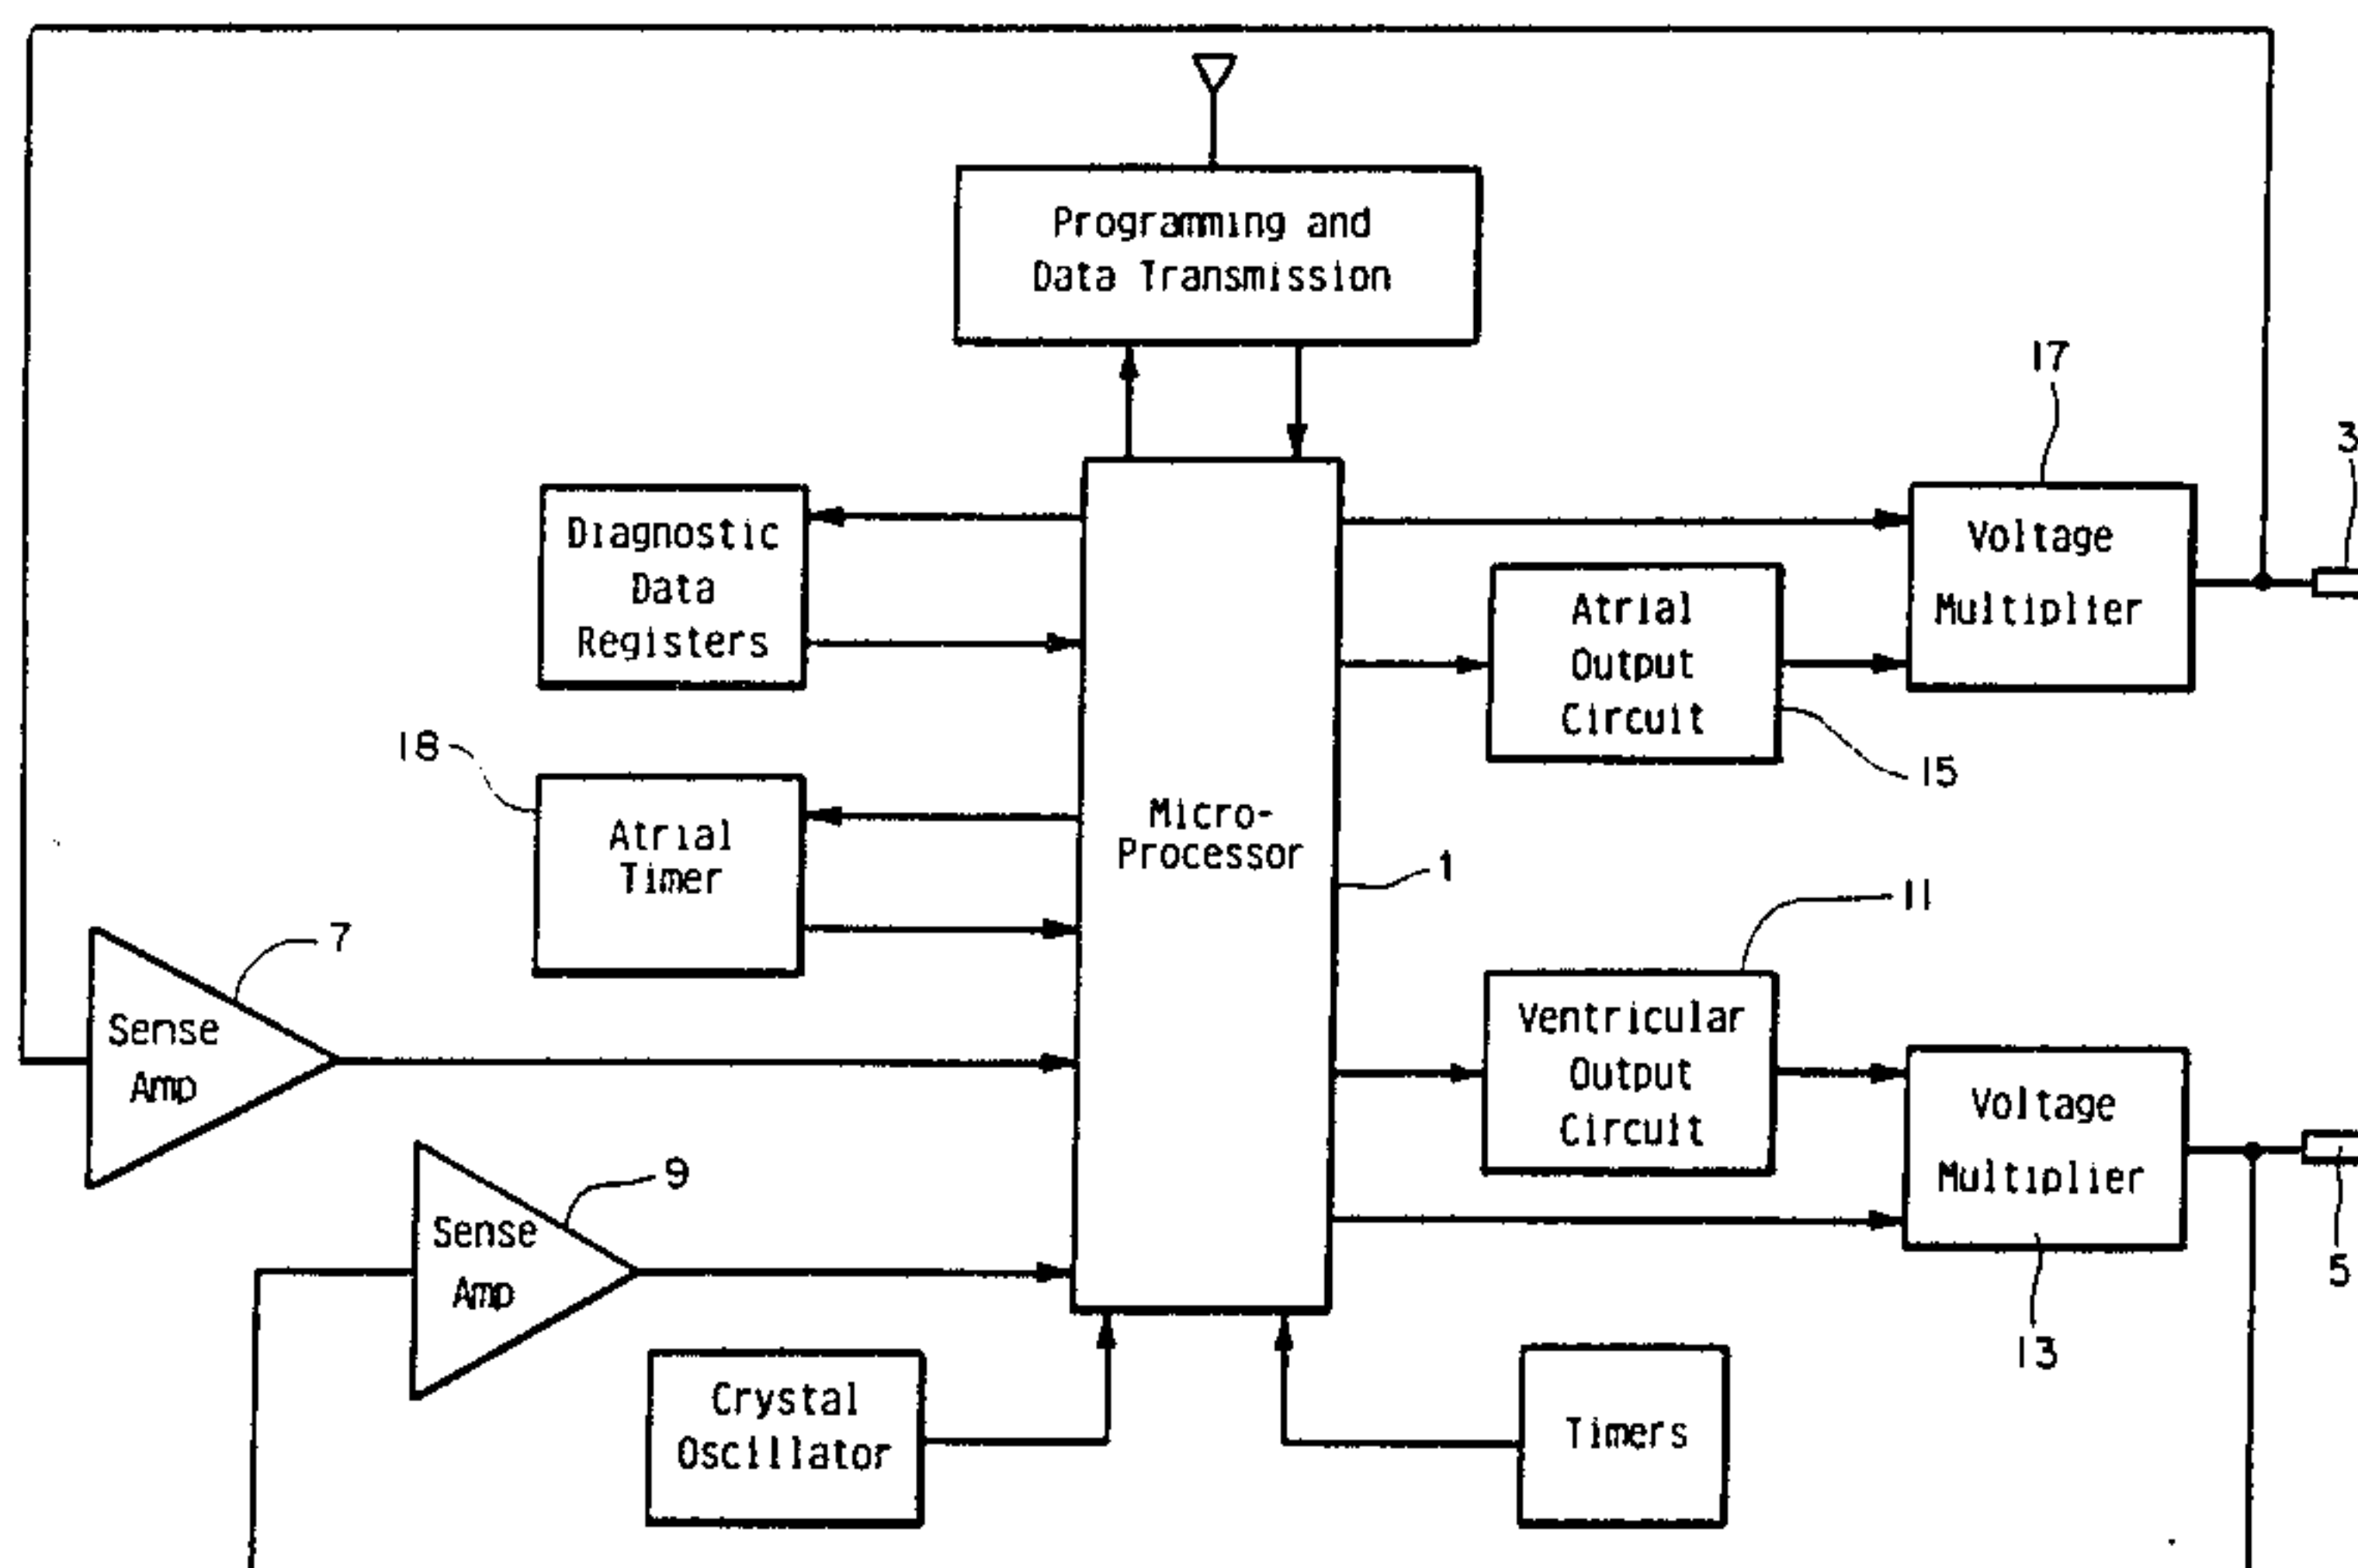 Programming and
Data Transmission
17
3
Diagnostic
Data
Registers
Voltage
Multiplier
Atrial
Output
Circuit
15
18
Atrial
Timer
Micro-
Processor
1
11
7
Sense
Amp
Ventricular
Output
Circuit
Voltage
Multiplier
9
Sense
Amp
5
13
Crystal
Oscillator
Timers